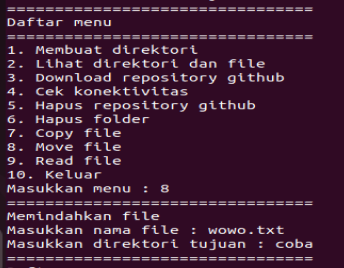 ================================
Daftar menu
================================
1. Membuat direktori
2. Lihat direktori dan file
3. Download repository github
4. Cek konektivitas
5. Hapus repository github
6. Hapus folder
7. Copy file
8. Move file
9. Read file
10. Keluar
Masukkan menu : 8
================================
Memindahkan file
Masukkan nama file : wowo.txt
Masukkan direktori tujuan : coba
================================